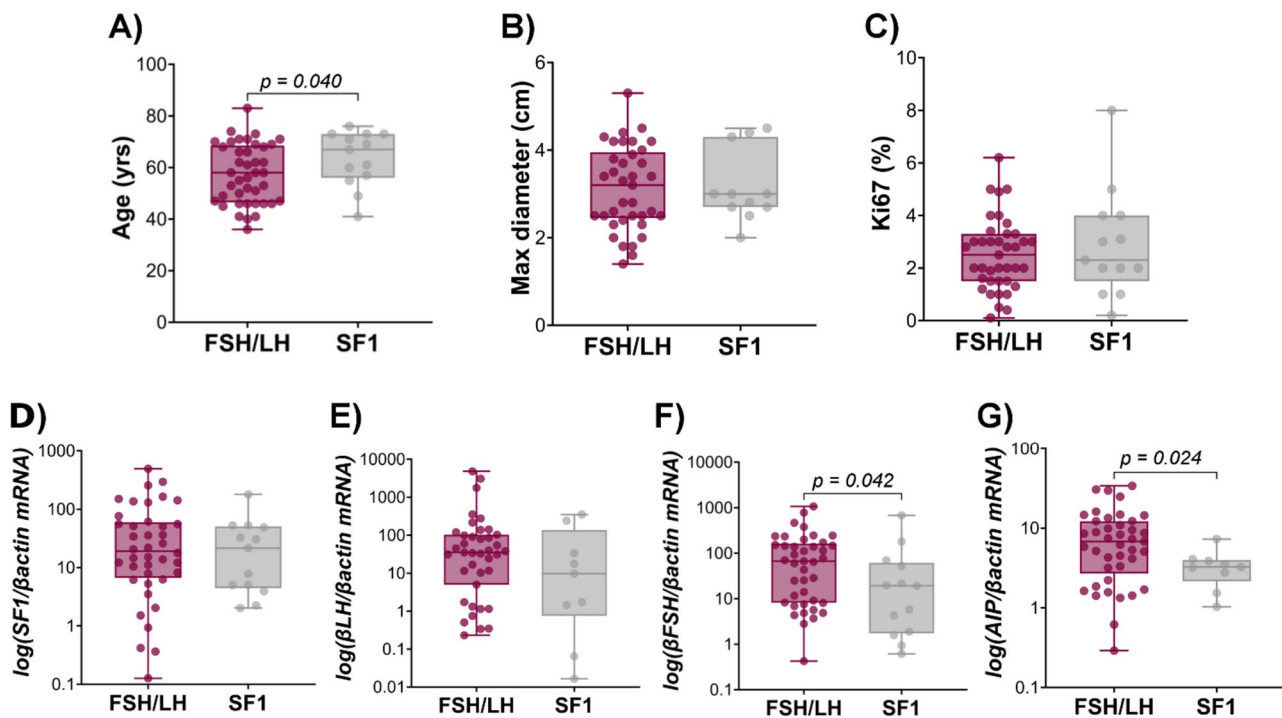 A)
Age (yrs)
100
80
60
40
20
0
p = 0.040
FSH/LH
SF1
B)
Max diameter (cm)
6
4
2
0
FSH/LH
SF1
C)
Ki67 (%)
10
8
6
4
2
0
FSH/LH
SF1
D)
log(SF1/βactin mRNA)
1000
100
10
1
0.1
FSH/LH
SF1
E)
log(βLH/βactin mRNA)
10000
1000
100
10
1
0.1
0.01
FSH/LH
SF1
F)
log(βFSH/βactin mRNA)
10000
1000
100
10
1
0.1
p = 0.042
FSH/LH
SF1
G)
log(AIP/βactin mRNA)
100
10
1
0.1
p = 0.024
FSH/LH
SF1